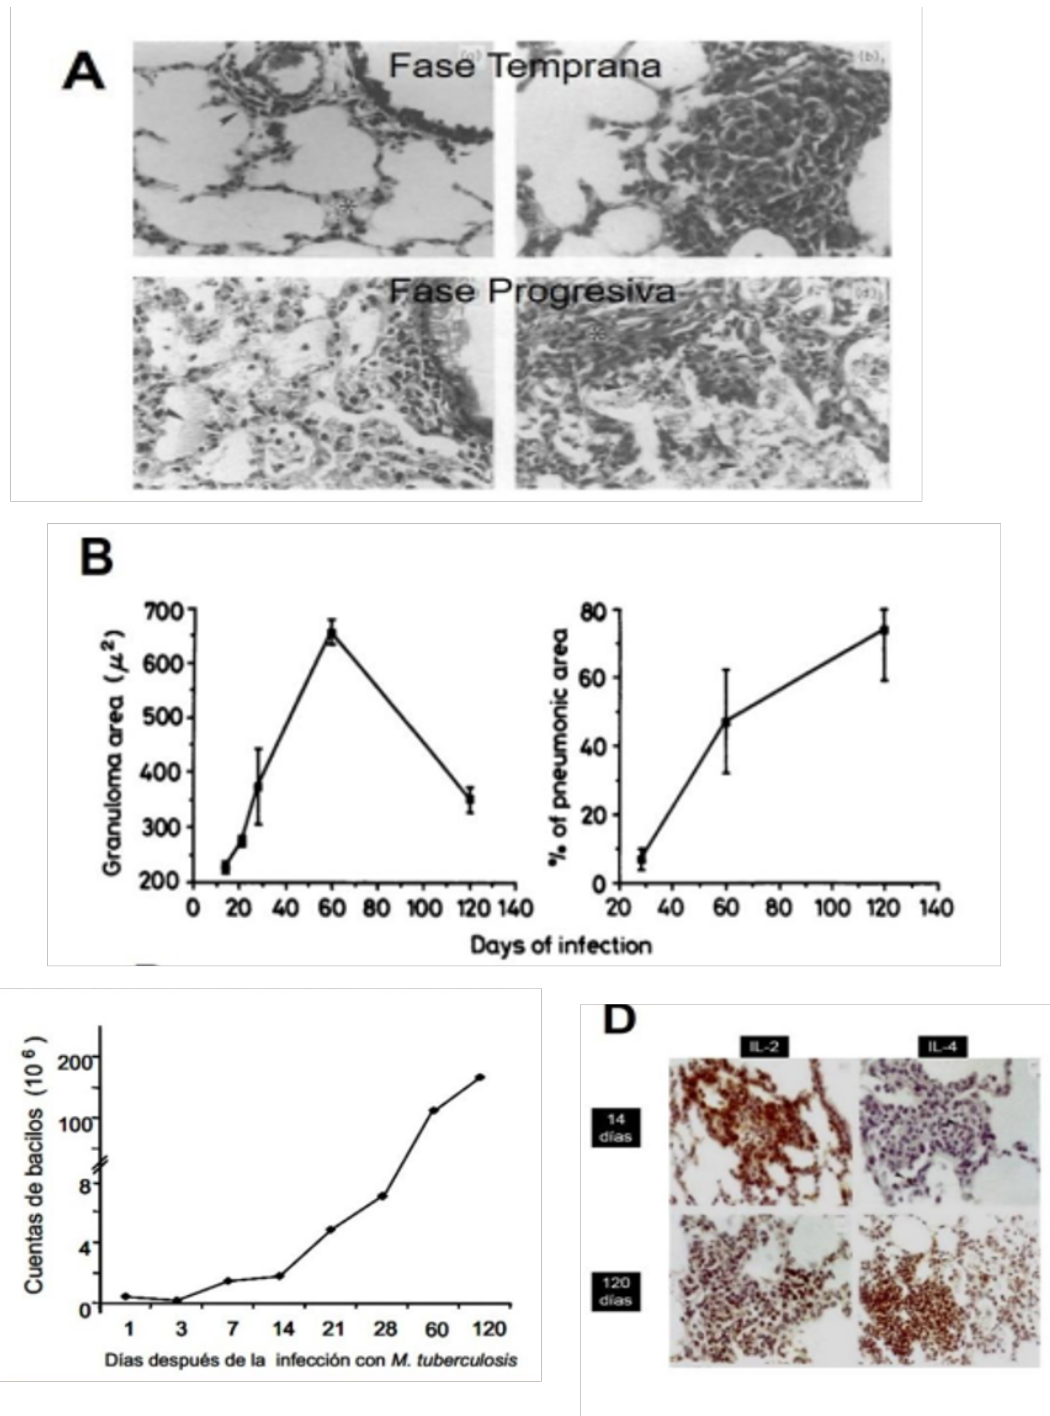 A
Fase Temprana
(b)
Fase Progresiva
(d)
B
Granuloma area (μ²)
700
600
500
400
300
200
0 20 40 60 80 100 120 140
% of pneumonic area
80
60
40
20
0
20 40 60 80 100 120 140
Days of infection
Cuentas de bacilos (10⁶)
200
100
8
4
0
1 3 7 14 21 28 60 120
Días después de la infección con M. tuberculosis
D
IL-2 IL-4
14
días
120
días